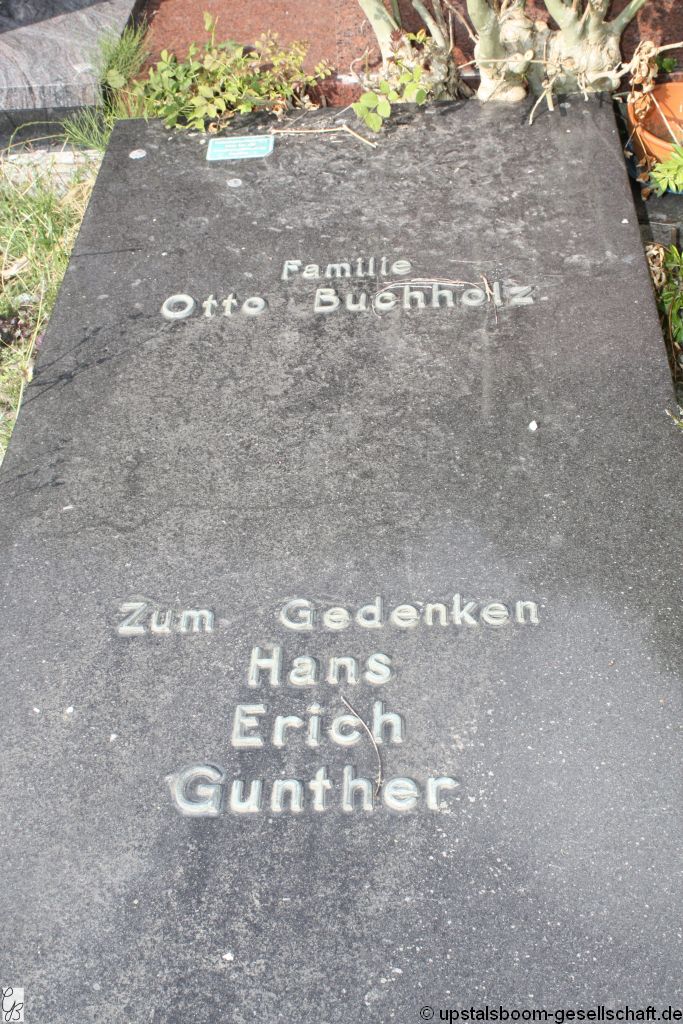 Familie
Otto Buchholz
Zum Gedenken
Hans
Erich
Gunther
© upstalsboom-gesellschaft.de